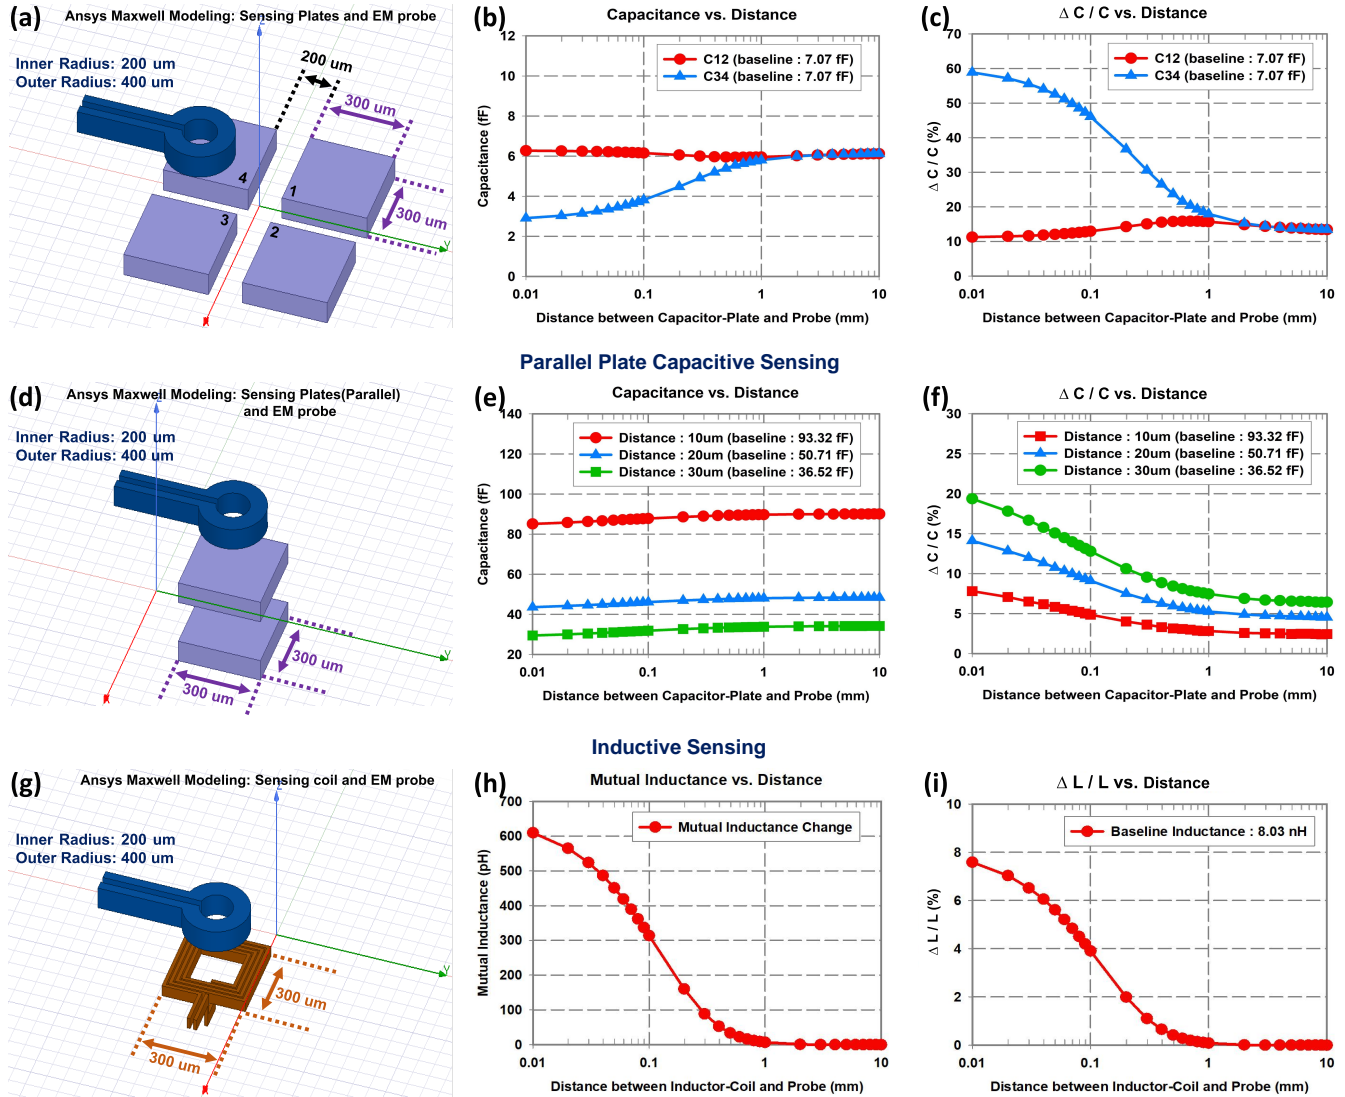 (a)
Ansys Maxwell Modeling: Sensing Plates and EM probe
Z
Inner Radius: 200 um
Outer Radius: 400 um
200 um
300 um
300 um
4
1
3
2
Y
X
(b)
Capacitance vs. Distance
Capacitance (fF)
12
10
8
6
4
2
0
C12 (baseline : 7.07 fF)
C34 (baseline : 7.07 fF)
0.01
0.1
1
10
Distance between Capacitor-Plate and Probe (mm)
(c)
Δ C / C vs. Distance
Δ C / C (%)
70
60
50
40
30
20
10
0
C12 (baseline : 7.07 fF)
C34 (baseline : 7.07 fF)
0.01
0.1
1
10
Distance between Capacitor-Plate and Probe (mm)
Parallel Plate Capacitive Sensing
(d)
Ansys Maxwell Modeling: Sensing Plates(Parallel)
and EM probe
Z
Inner Radius: 200 um
Outer Radius: 400 um
300 um
300 um
Y
X
(e)
Capacitance vs. Distance
Capacitance (fF)
140
120
100
80
60
40
20
Distance : 10um (baseline : 93.32 fF)
Distance : 20um (baseline : 50.71 fF)
Distance : 30um (baseline : 36.52 fF)
0.01
0.1
1
10
Distance between Capacitor-Plate and Probe (mm)
(f)
Δ C / C vs. Distance
Δ C / C (%)
30
25
20
15
10
5
0
Distance : 10um (baseline : 93.32 fF)
Distance : 20um (baseline : 50.71 fF)
Distance : 30um (baseline : 36.52 fF)
0.01
0.1
1
10
Distance between Capacitor-Plate and Probe (mm)
Inductive Sensing
(g)
Ansys Maxwell Modeling: Sensing coil and EM probe
Z
Inner Radius: 200 um
Outer Radius: 400 um
300 um
300 um
Y
X
(h)
Mutual Inductance vs. Distance
Mutual Inductance (pH)
700
600
500
400
300
200
100
0
Mutual Inductance Change
0.01
0.1
1
10
Distance between Inductor-Coil and Probe (mm)
(i)
Δ L / L vs. Distance
Δ L / L (%)
10
8
6
4
2
0
Baseline Inductance : 8.03 nH
0.01
0.1
1
10
Distance between Inductor-Coil and Probe (mm)